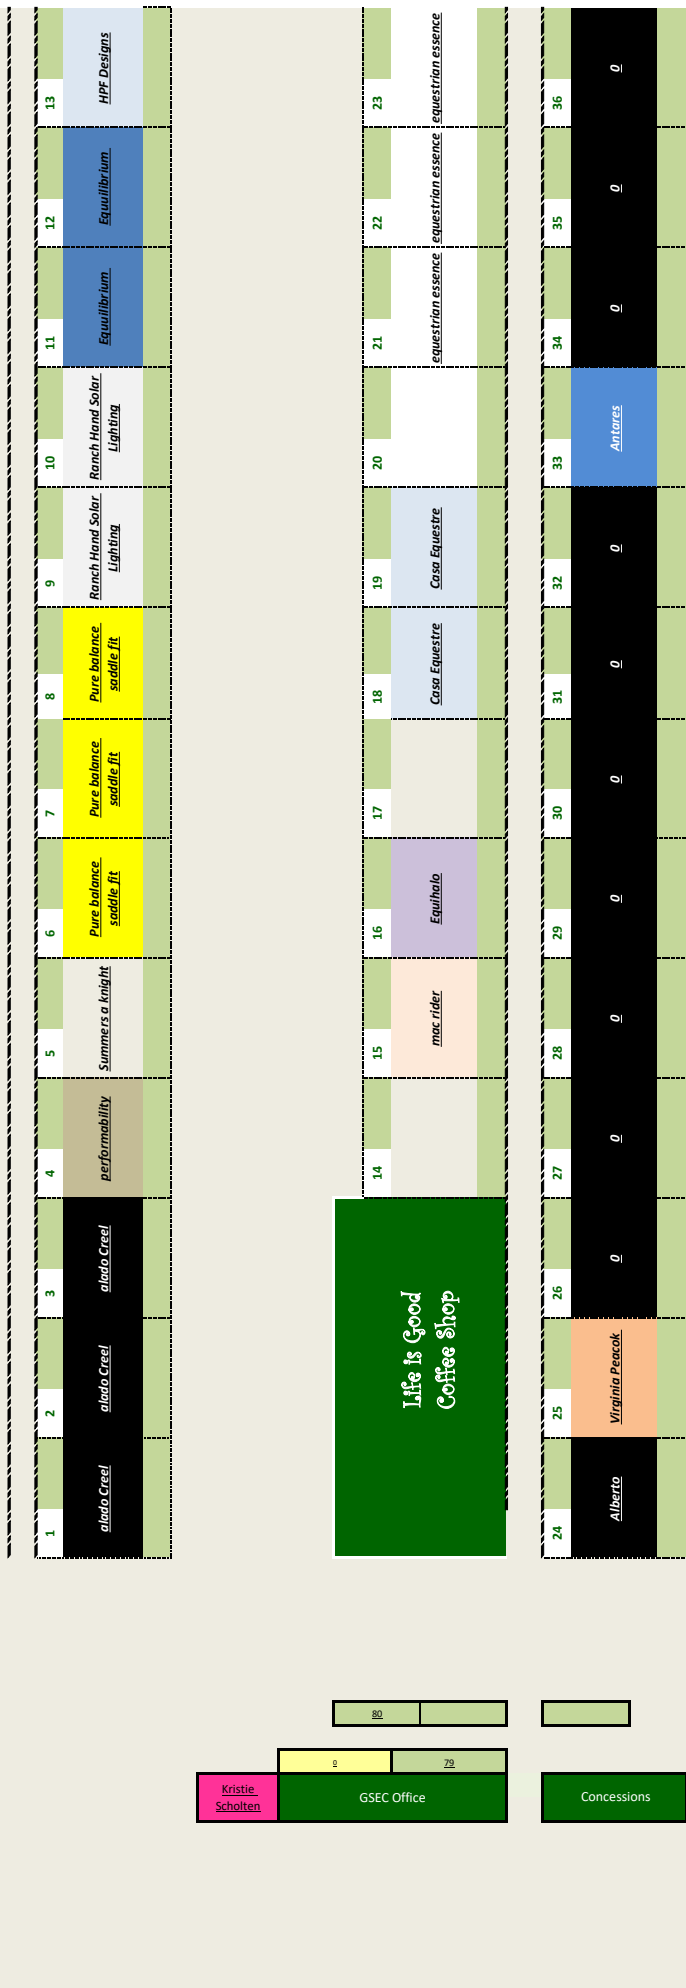 13
HPF Designs
12
Equuilibrium
11
Equuilibrium
10
Ranch Hand Solar
Lighting
9
Ranch Hand Solar
Lighting
8
Pure balance
saddle fit
7
Pure balance
saddle fit
6
Pure balance
saddle fit
5
Summers a knight
4
performability
3
alado Creel
2
alado Creel
1
alado Creel
23
equestrian essence
22
equestrian essence
21
equestrian essence
20
19
Casa Equestre
18
Casa Equestre
17
16
Equihalo
15
mac rider
14
Life is Good
Coffee Shop
36
0
35
0
34
0
33
Antares
32
0
31
0
30
0
29
0
28
0
27
0
26
0
25
Virginia Peacok
24
Alberto
80
0
79
Kristie
Scholten
GSEC Office
Concessions